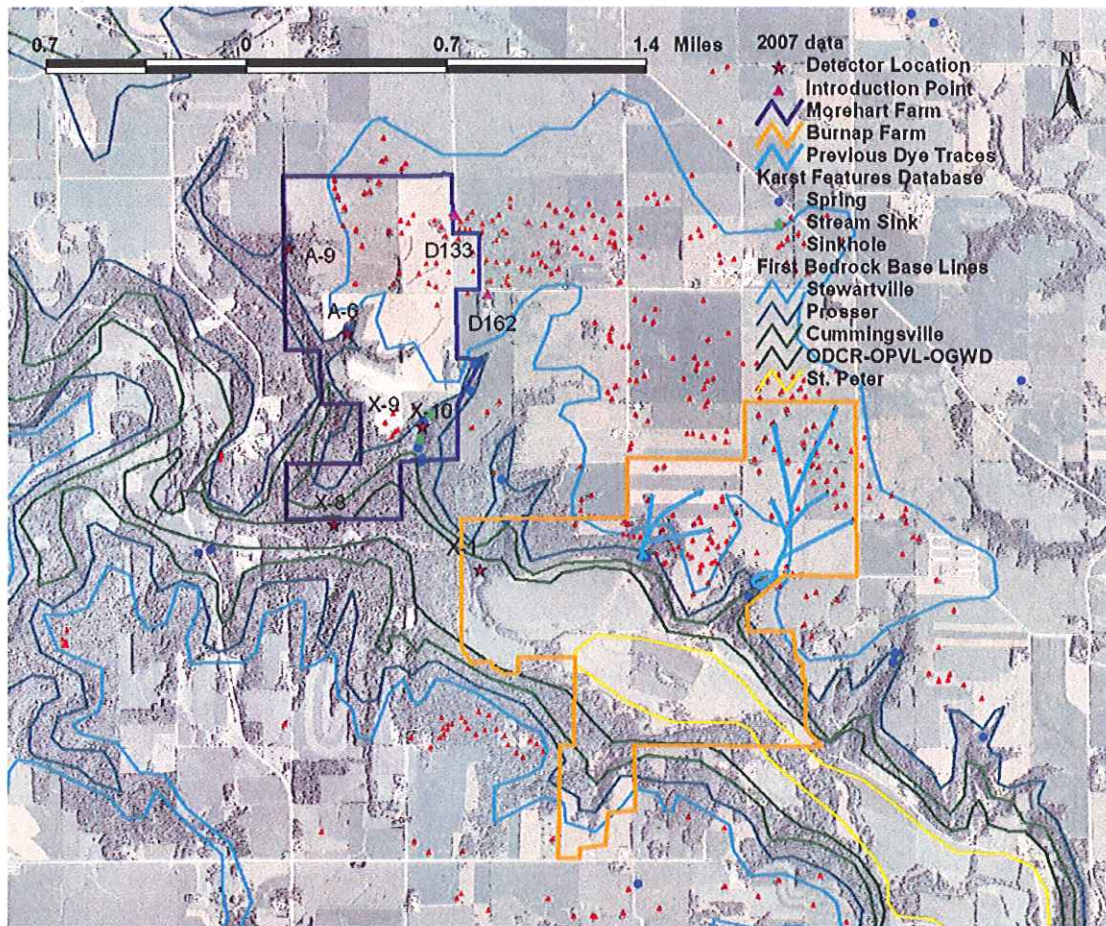 0.7 0 0.7 1.4 Miles
2007 data
Detector Location
Introduction Point
Morehart Farm
Burnap Farm
Previous Dye Traces
Karst Features Database
Spring
Stream Sink
Sinkhole
First Bedrock Base Lines
Stewartville
Prosser
Cummingsville
ODCR-OPVL-OGWD
St. Peter
N
A-9
D133
D162
A-6
X-9
X-10
X-8